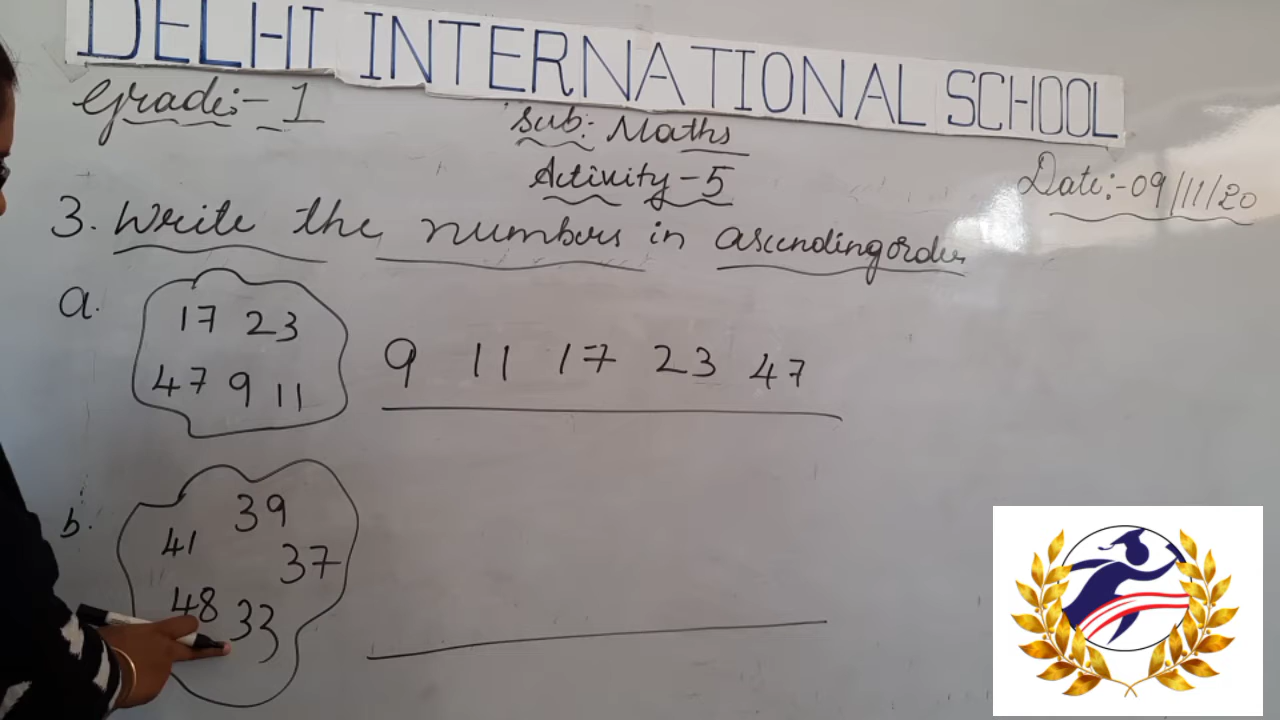 DELHI INTERNATIONAL SCHOOL
Grade:- 1
Sub: Maths
Activity-5
Date:-09/11/20
3. Write the numbers in ascending order
a.
17 23
47 9 11
9 11 17 23 47
b.
39
41
37
48 33